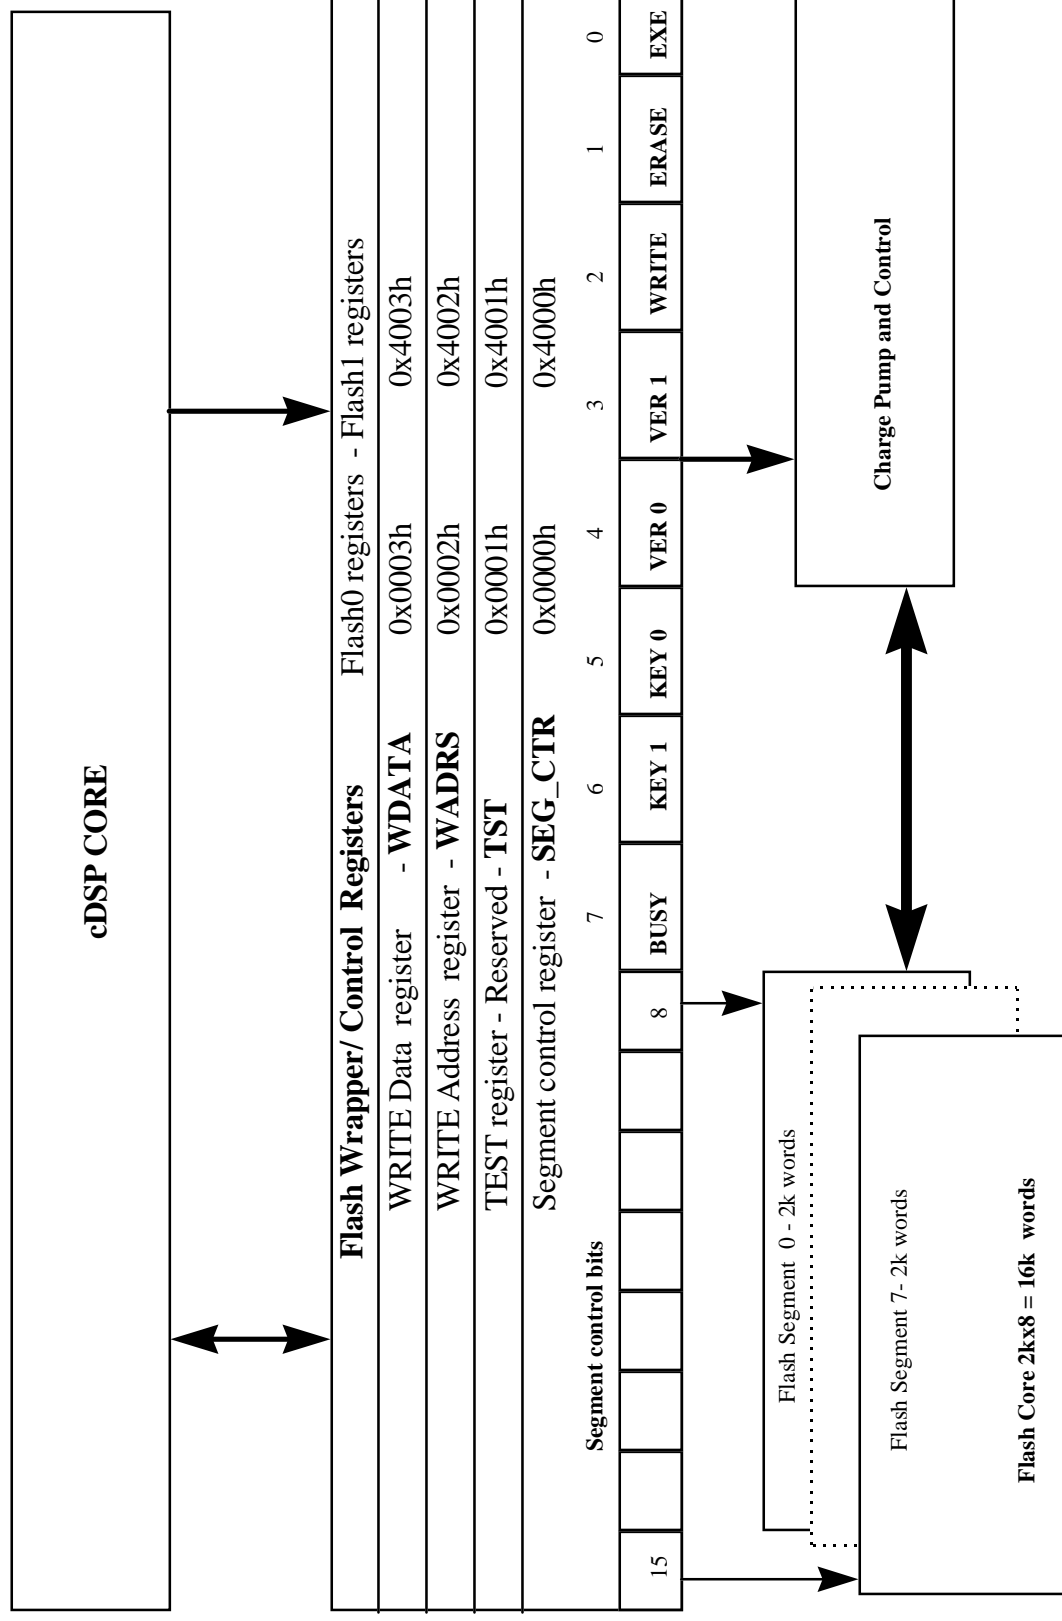 cDSP CORE
Flash Wrapper/ Control Registers Flash0 registers - Flash1 registers
WRITE Data register - WDATA 0x0003h 0x4003h
WRITE Address register - WADRS 0x0002h 0x4002h
TEST register - Reserved - TST 0x0001h 0x4001h
Segment control register - SEG_CTR 0x0000h 0x4000h
Segment control bits 7 6 5 4 3 2 1 0
15 8 BUSY KEY 1 KEY 0 VER 0 VER 1 WRITE ERASE EXE
Flash Segment 0 - 2k words
Charge Pump and Control
Flash Segment 7- 2k words
Flash Core 2kx8 = 16k words